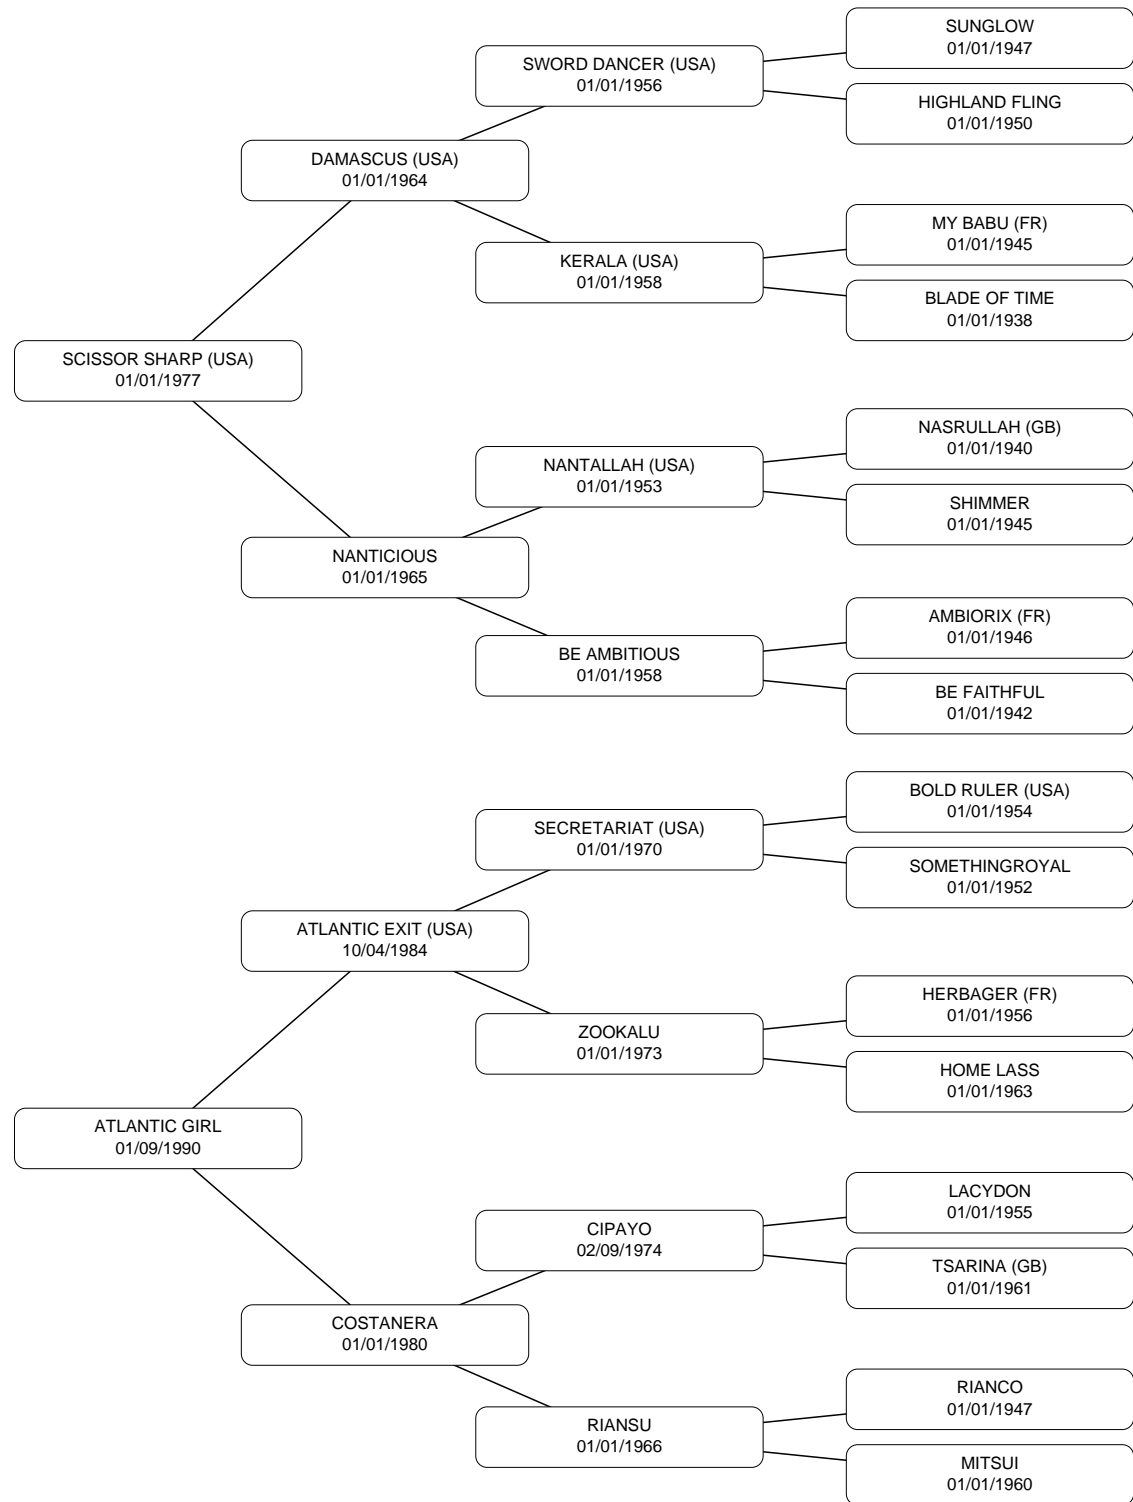 SUNGLOW
01/01/1947
SWORD DANCER (USA)
01/01/1956
HIGHLAND FLING
01/01/1950
DAMASCUS (USA)
01/01/1964
MY BABU (FR)
01/01/1945
KERALA (USA)
01/01/1958
BLADE OF TIME
01/01/1938
SCISSOR SHARP (USA)
01/01/1977
NASRULLAH (GB)
01/01/1940
NANTALLAH (USA)
01/01/1953
SHIMMER
01/01/1945
NANTICIOUS
01/01/1965
AMBIORIX (FR)
01/01/1946
BE AMBITIOUS
01/01/1958
BE FAITHFUL
01/01/1942
BOLD RULER (USA)
01/01/1954
SECRETARIAT (USA)
01/01/1970
SOMETHINGROYAL
01/01/1952
ATLANTIC EXIT (USA)
10/04/1984
HERBAGER (FR)
01/01/1956
ZOOKALU
01/01/1973
HOME LASS
01/01/1963
ATLANTIC GIRL
01/09/1990
LACYDON
01/01/1955
CIPAYO
02/09/1974
TSARINA (GB)
01/01/1961
COSTANERA
01/01/1980
RIANCO
01/01/1947
RIANSU
01/01/1966
MITSUI
01/01/1960